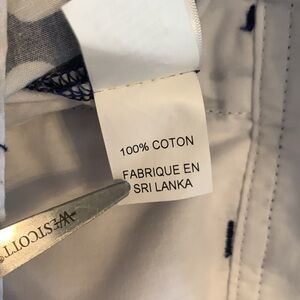 100% COTON
FABRIQUE EN
SRI LANKA
WESTCOTT®